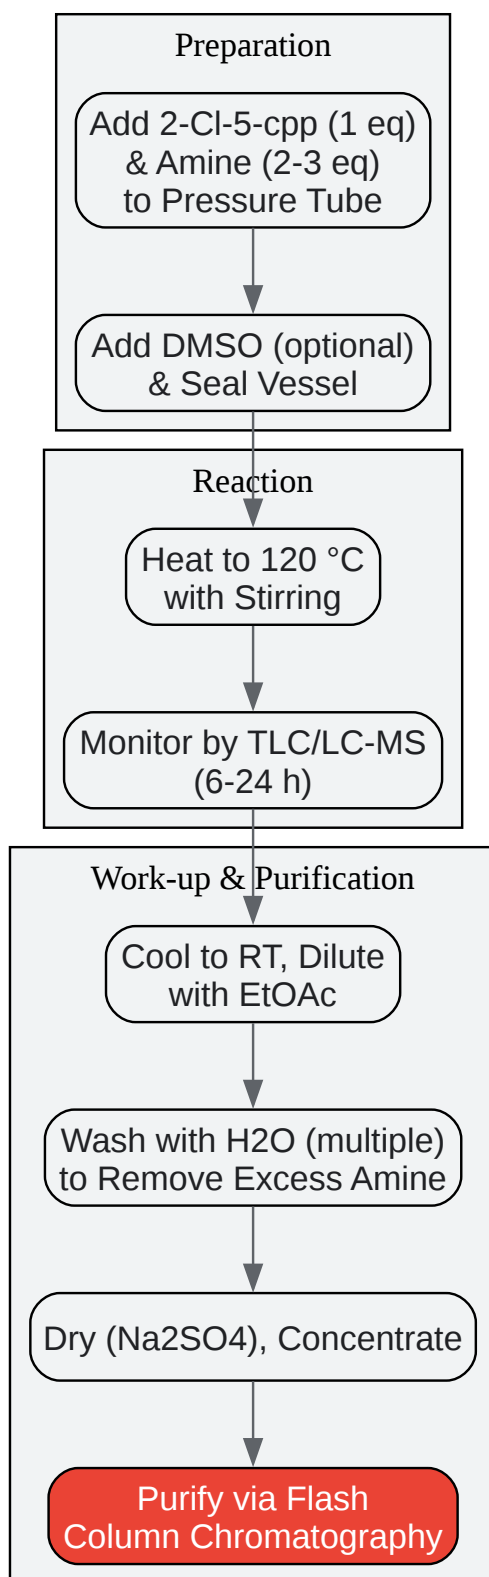 Preparation
Add 2-Cl-5-cpp (1 eq)
& Amine (2-3 eq)
to Pressure Tube
Add DMSO (optional)
& Seal Vessel
Reaction
Heat to 120 °C
with Stirring
Monitor by TLC/LC-MS
(6-24 h)
Work-up & Purification
Cool to RT, Dilute
with EtOAc
Wash with H2O (multiple)
to Remove Excess Amine
Dry (Na2SO4), Concentrate
Purify via Flash
Column Chromatography